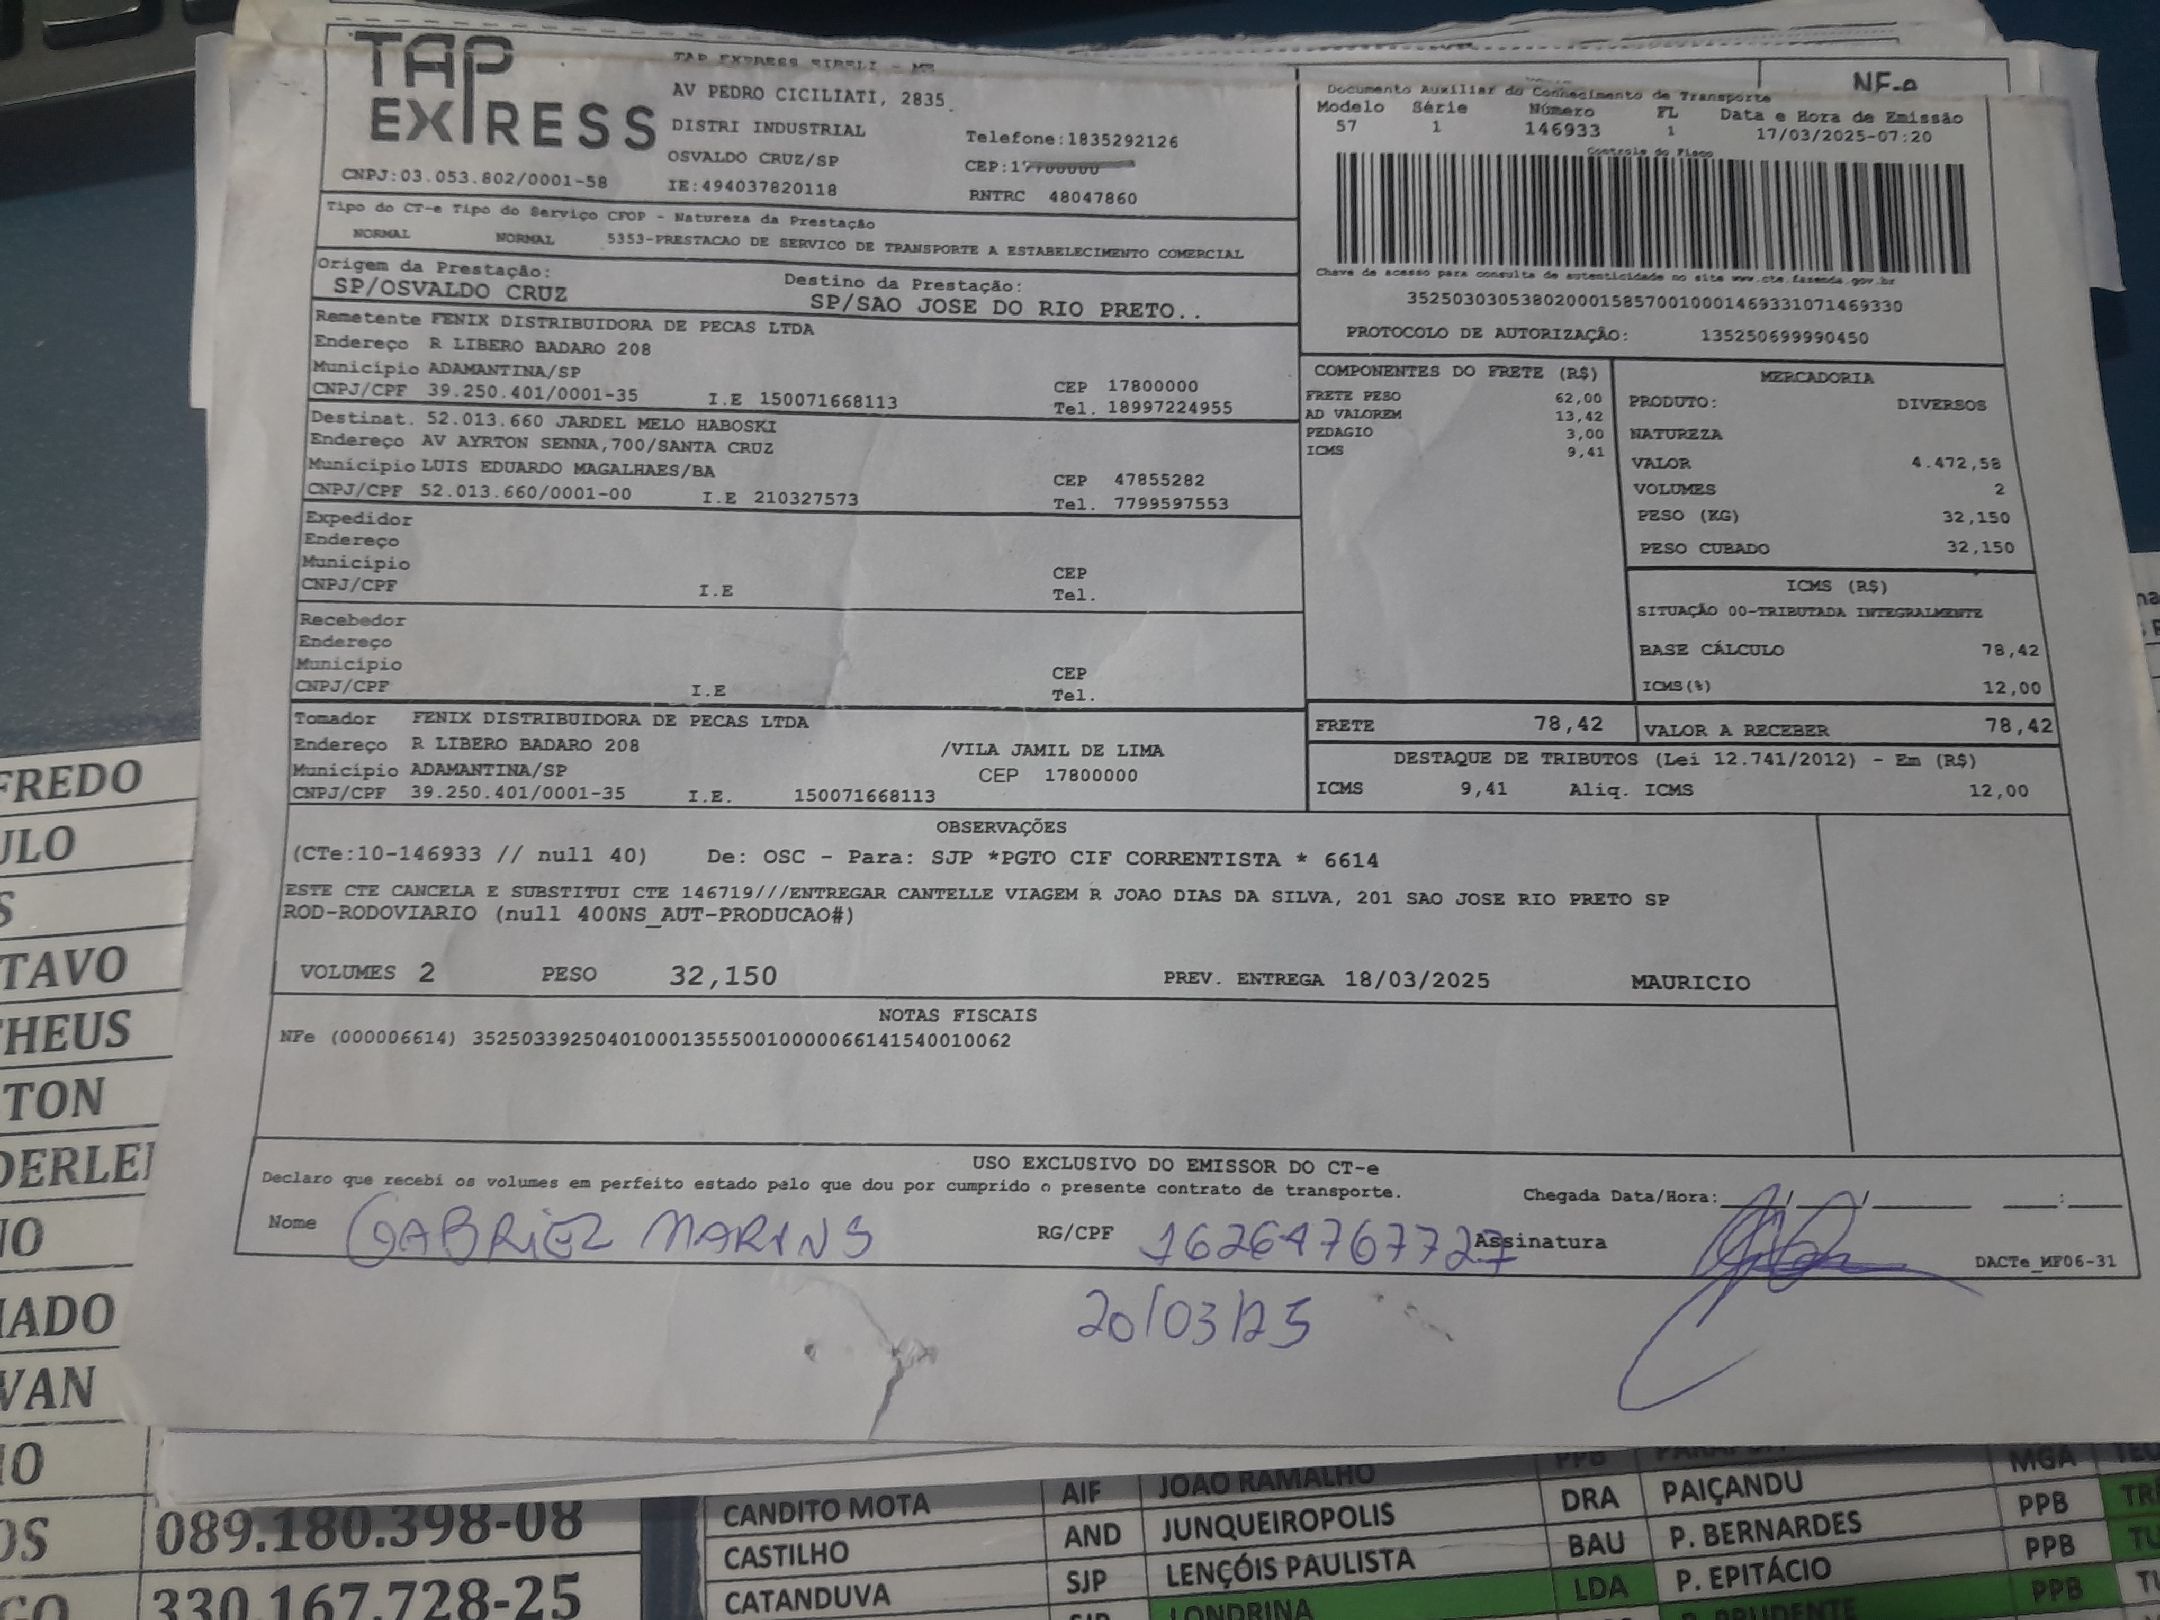 TAP
EXPRESS
CNPJ:03.053.802/0001-58
TAP EXPRESS EIRELI - ME
AV PEDRO CICILIATI, 2835
DISTRI INDUSTRIAL
OSVALDO CRUZ/SP
IE:494037820118
Telefone:1835292126
CEP:17700000
RNTRC 48047860
NF-e
Documento Auxiliar do Conhecimento de Transporte
Modelo Série Número FL Data e Hora de Emissão
57 1 146933 1 17/03/2025-07:20
Controle do Fisco
Chave de acesso para consulta de autenticidade no site www.cte.fazenda.gov.br
35250303053802000158570010001469331071469330
PROTOCOLO DE AUTORIZAÇÃO: 135250699990450
Tipo do CT-e Tipo do Serviço CFOP - Natureza da Prestação
NORMAL NORMAL 5353-PRESTACAO DE SERVICO DE TRANSPORTE A ESTABELECIMENTO COMERCIAL
Origem da Prestação: Destino da Prestação:
SP/OSVALDO CRUZ SP/SAO JOSE DO RIO PRETO..
Remetente FENIX DISTRIBUIDORA DE PECAS LTDA
Endereço R LIBERO BADARO 208
Município ADAMANTINA/SP CEP 17800000
CNPJ/CPF 39.250.401/0001-35 I.E 150071668113 Tel. 18997224955
Destinat. 52.013.660 JARDEL MELO HABOSKI
Endereço AV AYRTON SENNA,700/SANTA CRUZ
Município LUIS EDUARDO MAGALHAES/BA CEP 47855282
CNPJ/CPF 52.013.660/0001-00 I.E 210327573 Tel. 7799597553
Expedidor
Endereço
Município CEP
CNPJ/CPF I.E Tel.
Recebedor
Endereço
Município CEP
CNPJ/CPF I.E Tel.
Tomador FENIX DISTRIBUIDORA DE PECAS LTDA
Endereço R LIBERO BADARO 208 /VILA JAMIL DE LIMA
Município ADAMANTINA/SP CEP 17800000
CNPJ/CPF 39.250.401/0001-35 I.E. 150071668113
COMPONENTES DO FRETE (R$)
FRETE PESO 62,00
AD VALOREM 13,42
PEDAGIO 3,00
ICMS 9,41
MERCADORIA
PRODUTO: DIVERSOS
NATUREZA
VALOR 4.472,58
VOLUMES 2
PESO (KG) 32,150
PESO CUBADO 32,150
ICMS (R$)
SITUAÇÃO 00-TRIBUTADA INTEGRALMENTE
BASE CÁLCULO 78,42
ICMS(%) 12,00
FRETE 78,42 VALOR A RECEBER 78,42
DESTAQUE DE TRIBUTOS (Lei 12.741/2012) - Em (R$)
ICMS 9,41 Aliq. ICMS 12,00
OBSERVAÇÕES
(CTe:10-146933 // null 40) De: OSC - Para: SJP *PGTO CIF CORRENTISTA * 6614
ESTE CTE CANCELA E SUBSTITUI CTE 146719///ENTREGAR CANTELLE VIAGEM R JOAO DIAS DA SILVA, 201 SAO JOSE RIO PRETO SP
ROD-RODOVIARIO (null 400NS_AUT-PRODUCAO#)
VOLUMES 2 PESO 32,150 PREV. ENTREGA 18/03/2025 MAURICIO
NOTAS FISCAIS
NFe (000006614) 35250339250401000135550010000066141540010062
USO EXCLUSIVO DO EMISSOR DO CT-e
Declaro que recebi os volumes em perfeito estado pelo que dou por cumprido o presente contrato de transporte. Chegada Data/Hora: / / :
Nome GABRIEL MARINS RG/CPF 16264767727 Assinatura
DACTe_MF06-31
20/03/25
FREDO
ULO
S
TAVO
HEUS
TON
DERLEI
NO
VAN
089.180.398-08
330.167.728-25
CANDITO MOTA AIF JOAO RAMALHO PPB
CASTILHO AND JUNQUEIROPOLIS DRA PAIÇANDU MGA
CATANDUVA SJP LENÇÓIS PAULISTA BAU P. BERNARDES PPB
LONDRINA LDA P. EPITÁCIO PPB
P. PRUDENTE PPB